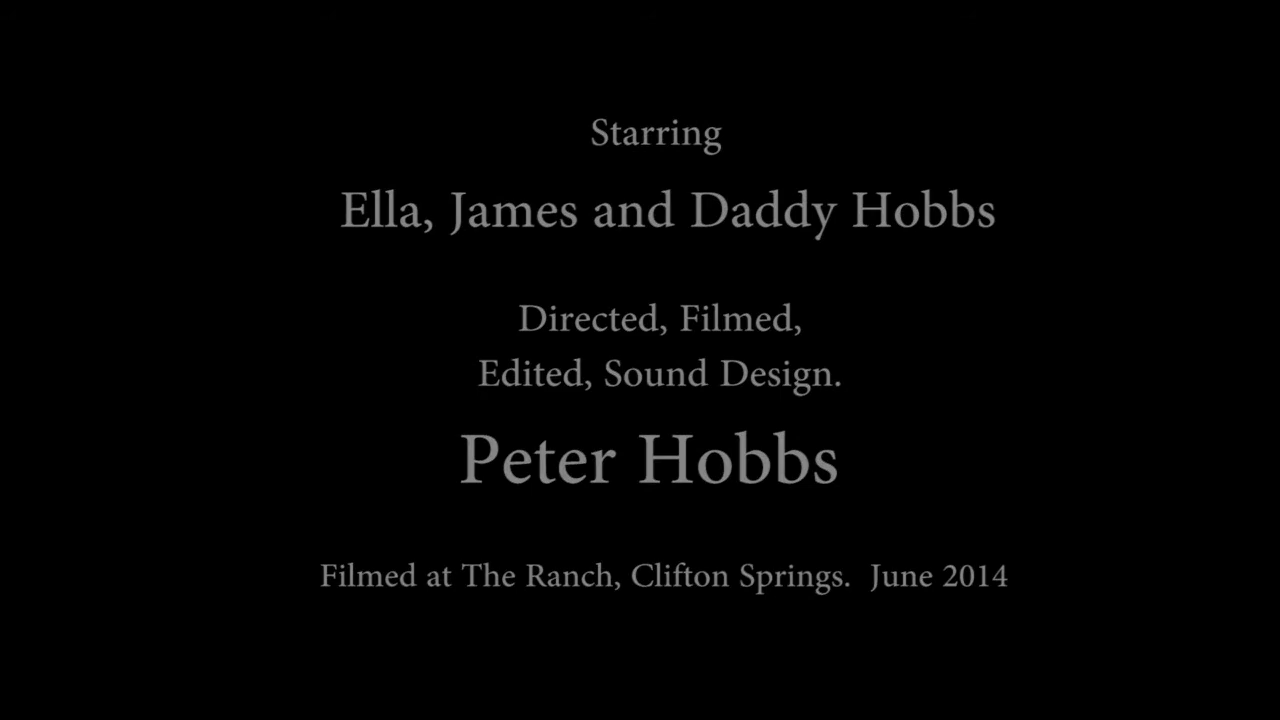 Starring
Ella, James and Daddy Hobbs
Directed, Filmed,
Edited, Sound Design.
Peter Hobbs
Filmed at The Ranch, Clifton Springs.  June 2014